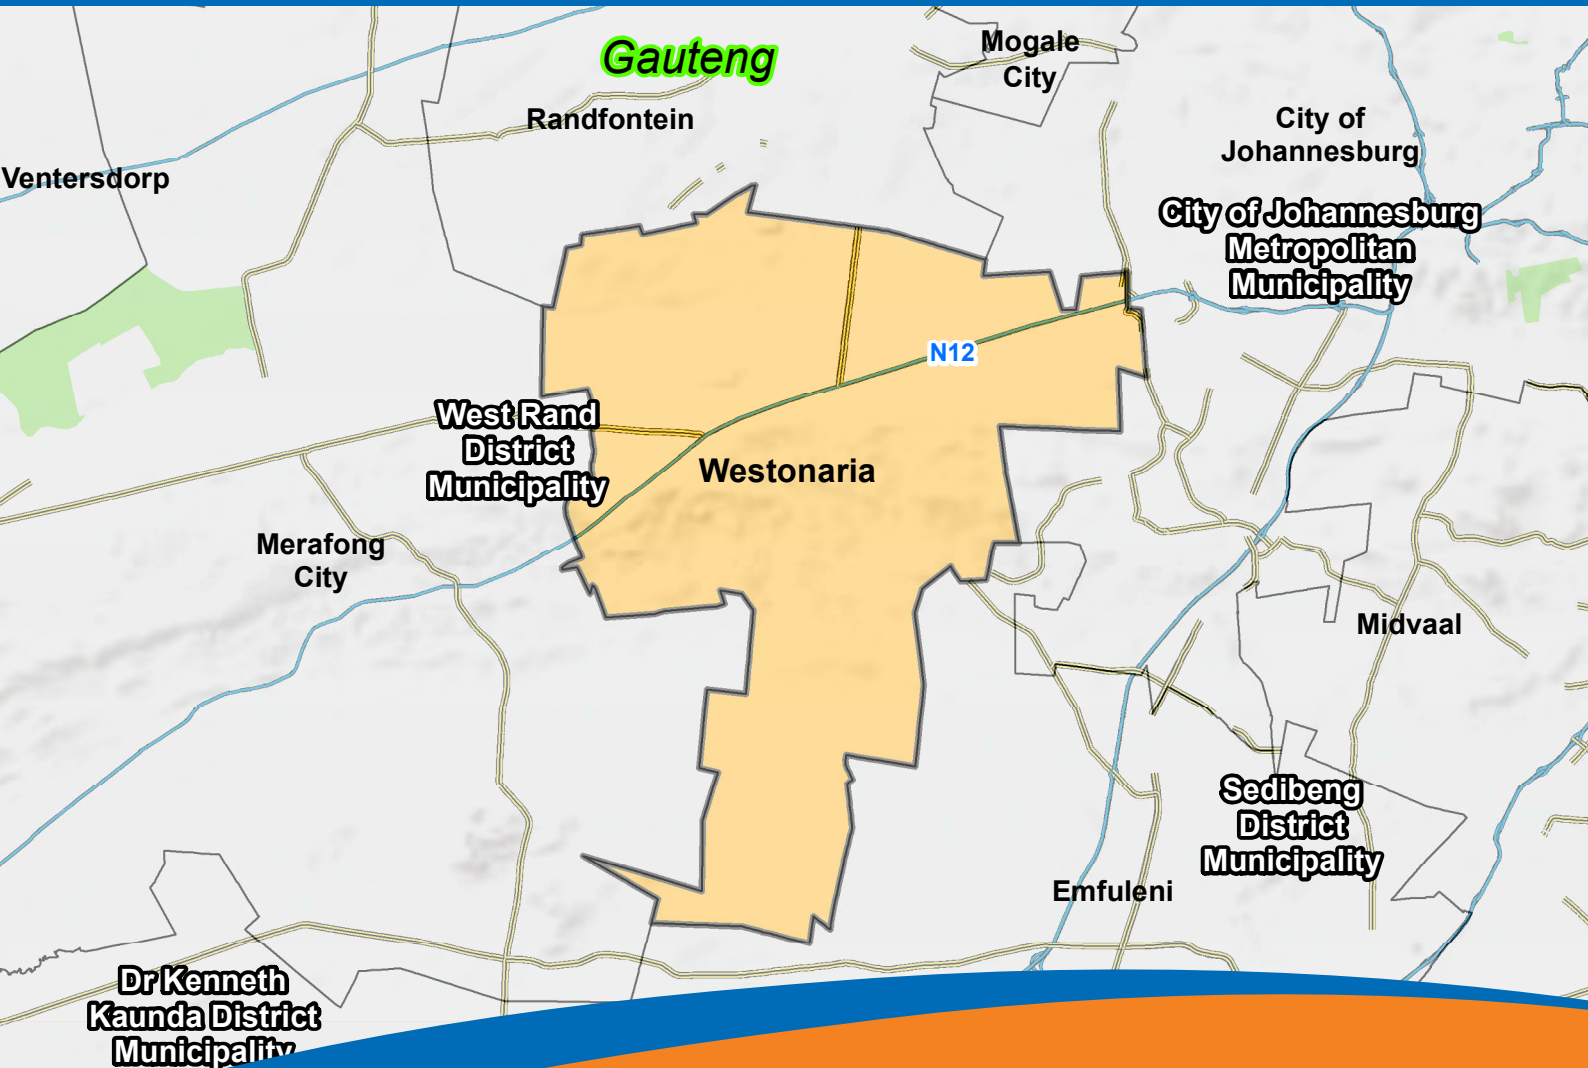 Gauteng
Mogale
City
Randfontein
City of
Johannesburg
Ventersdorp
City of Johannesburg
Metropolitan
Municipality
N12
West Rand
District
Municipality
Westonaria
Merafong
City
Midvaal
Sedibeng
District
Municipality
Emfuleni
Dr Kenneth
Kaunda District
Municipality